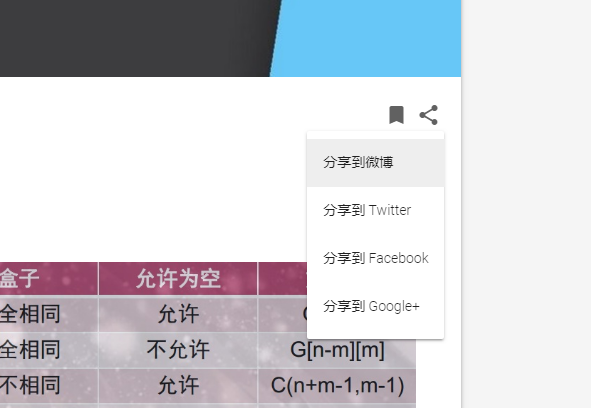 分享到微博
分享到 Twitter
分享到 Facebook
分享到 Google+
盒子 允许为空
全相同 允许
全相同 不允许 G[n-m][m]
不相同 允许 C(n+m-1,m-1)